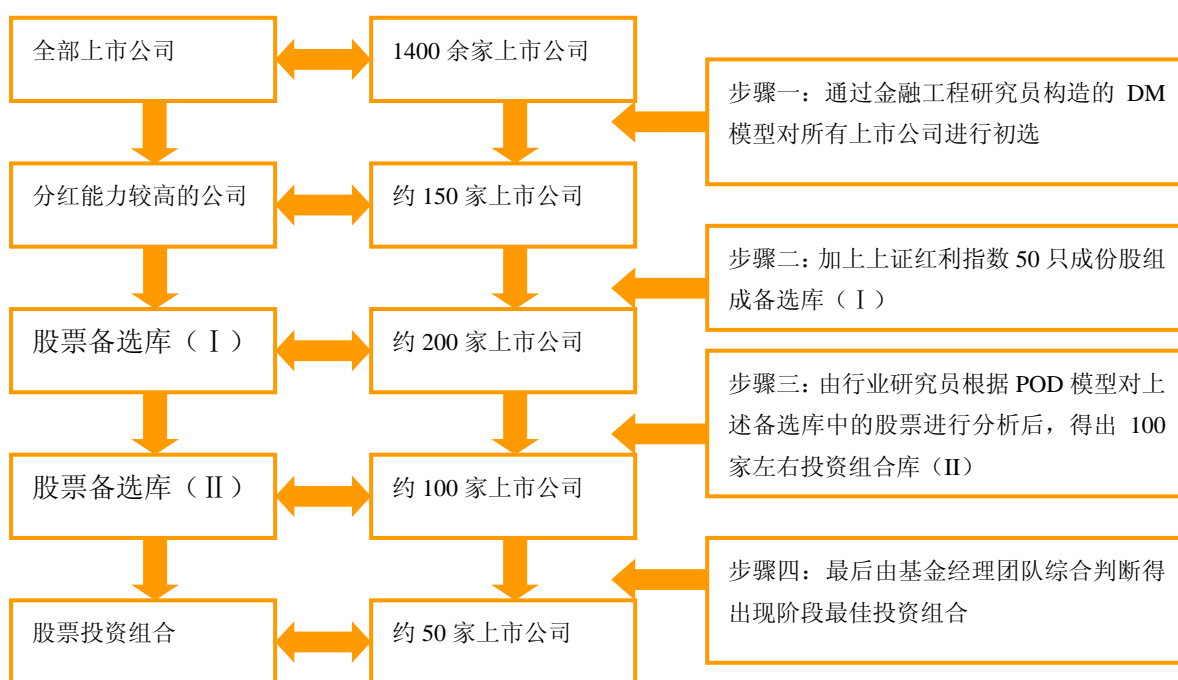 全部上市公司
1400 余家上市公司
步骤一：通过金融工程研究员构造的 DM
模型对所有上市公司进行初选
分红能力较高的公司
约 150 家上市公司
步骤二：加上上证红利指数 50 只成份股组
成备选库（Ⅰ）
股票备选库（Ⅰ）
约 200 家上市公司
步骤三：由行业研究员根据 POD 模型对上
述备选库中的股票进行分析后，得出 100
家左右投资组合库（II）
股票备选库（Ⅱ）
约 100 家上市公司
步骤四：最后由基金经理团队综合判断得
出现阶段最佳投资组合
股票投资组合
约 50 家上市公司